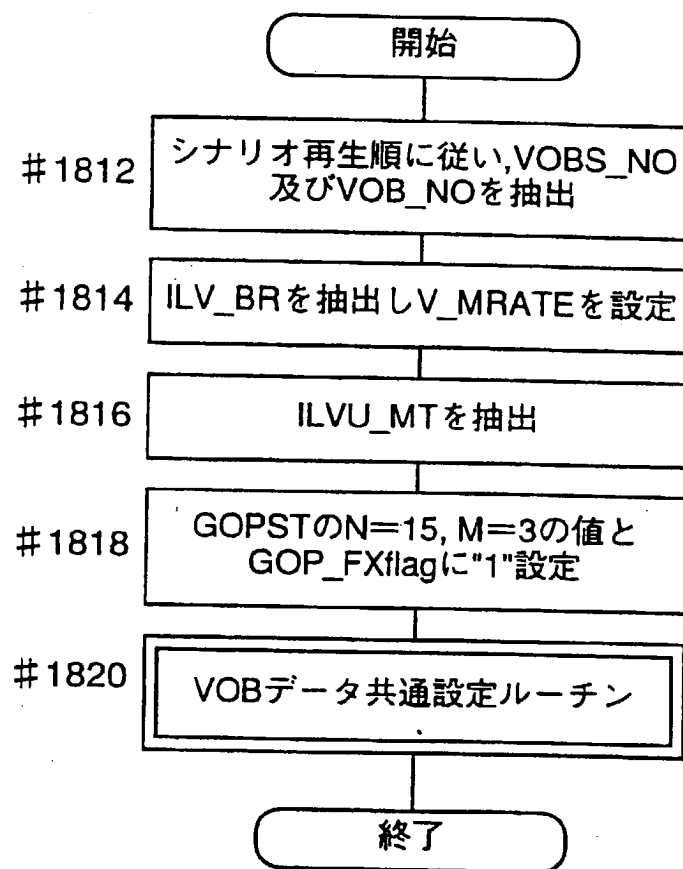 開始
#1812
シナリオ再生順に従い,VOBS_NO
及びVOB_NOを抽出
#1814
ILV_BRを抽出しV_MRATEを設定
#1816
ILVU_MTを抽出
#1818
GOPSTのN=15, M=3の値と
GOP_FXflagに"1"設定
#1820
VOBデータ共通設定ルーチン
終了